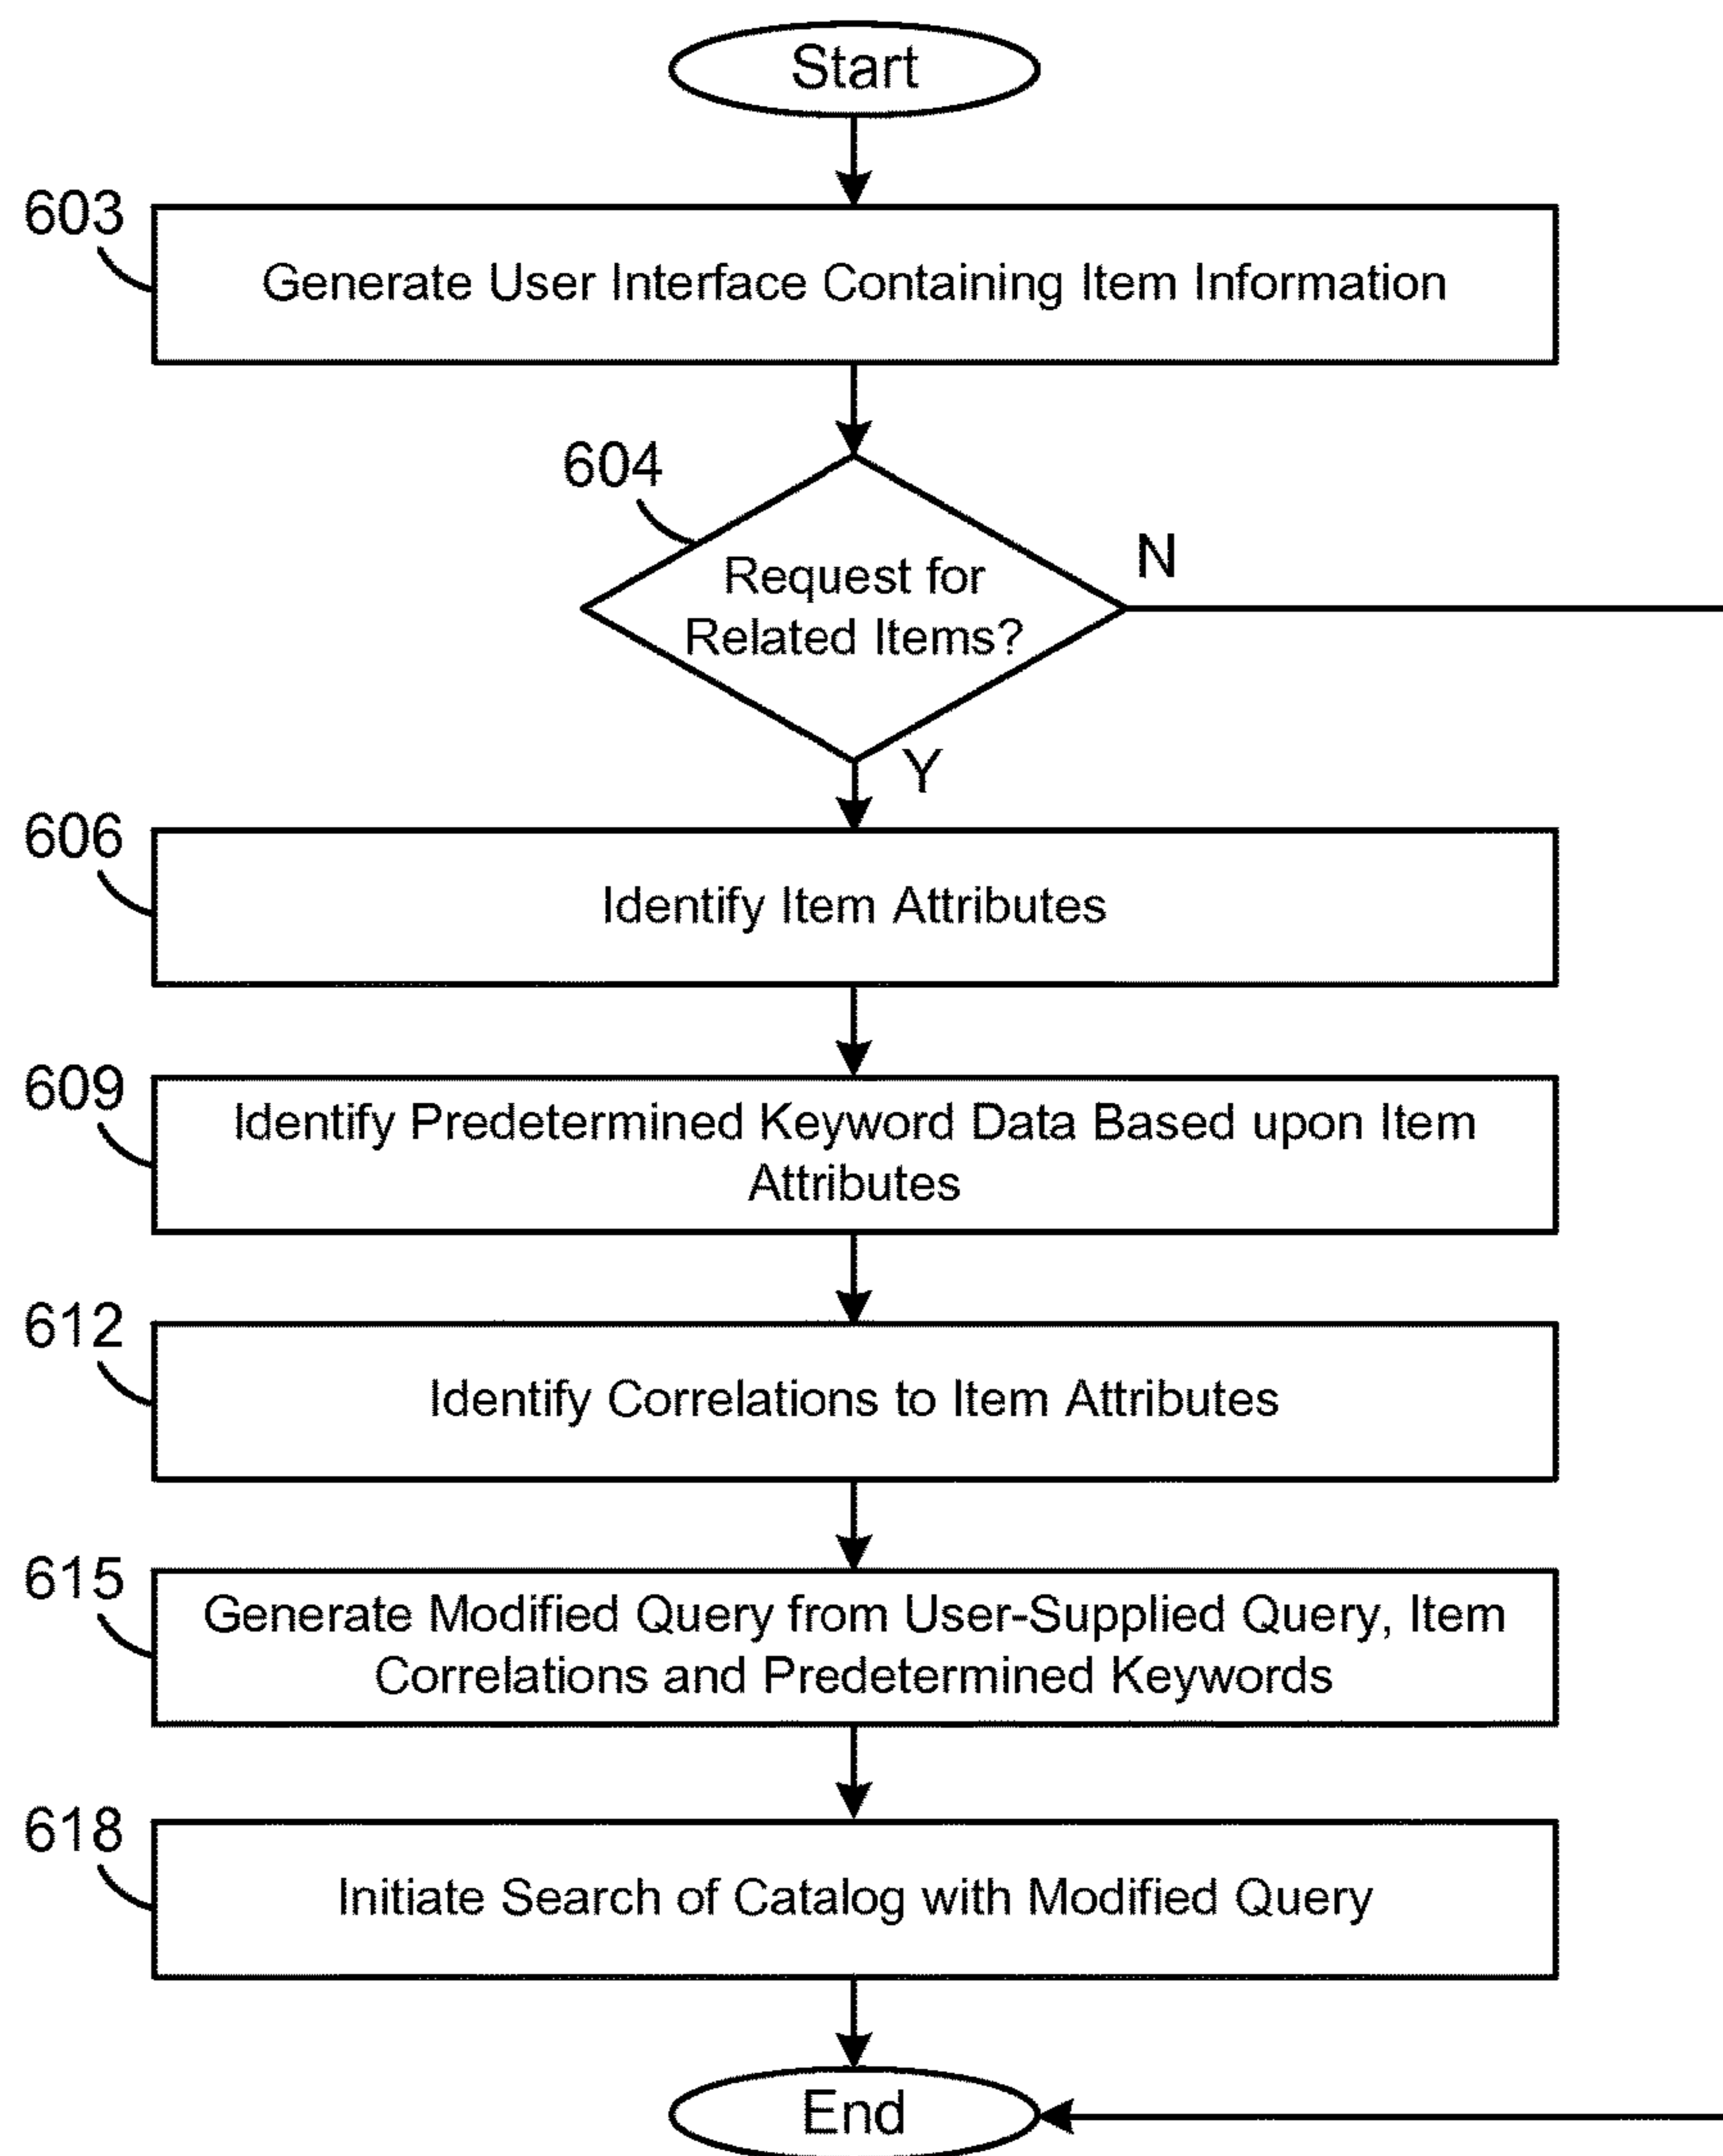 Start
603
Generate User Interface Containing Item Information
604
Request for
Related Items?
N
Y
606
Identify Item Attributes
609
Identify Predetermined Keyword Data Based upon Item
Attributes
612
Identify Correlations to Item Attributes
615
Generate Modified Query from User-Supplied Query, Item
Correlations and Predetermined Keywords
618
Initiate Search of Catalog with Modified Query
End